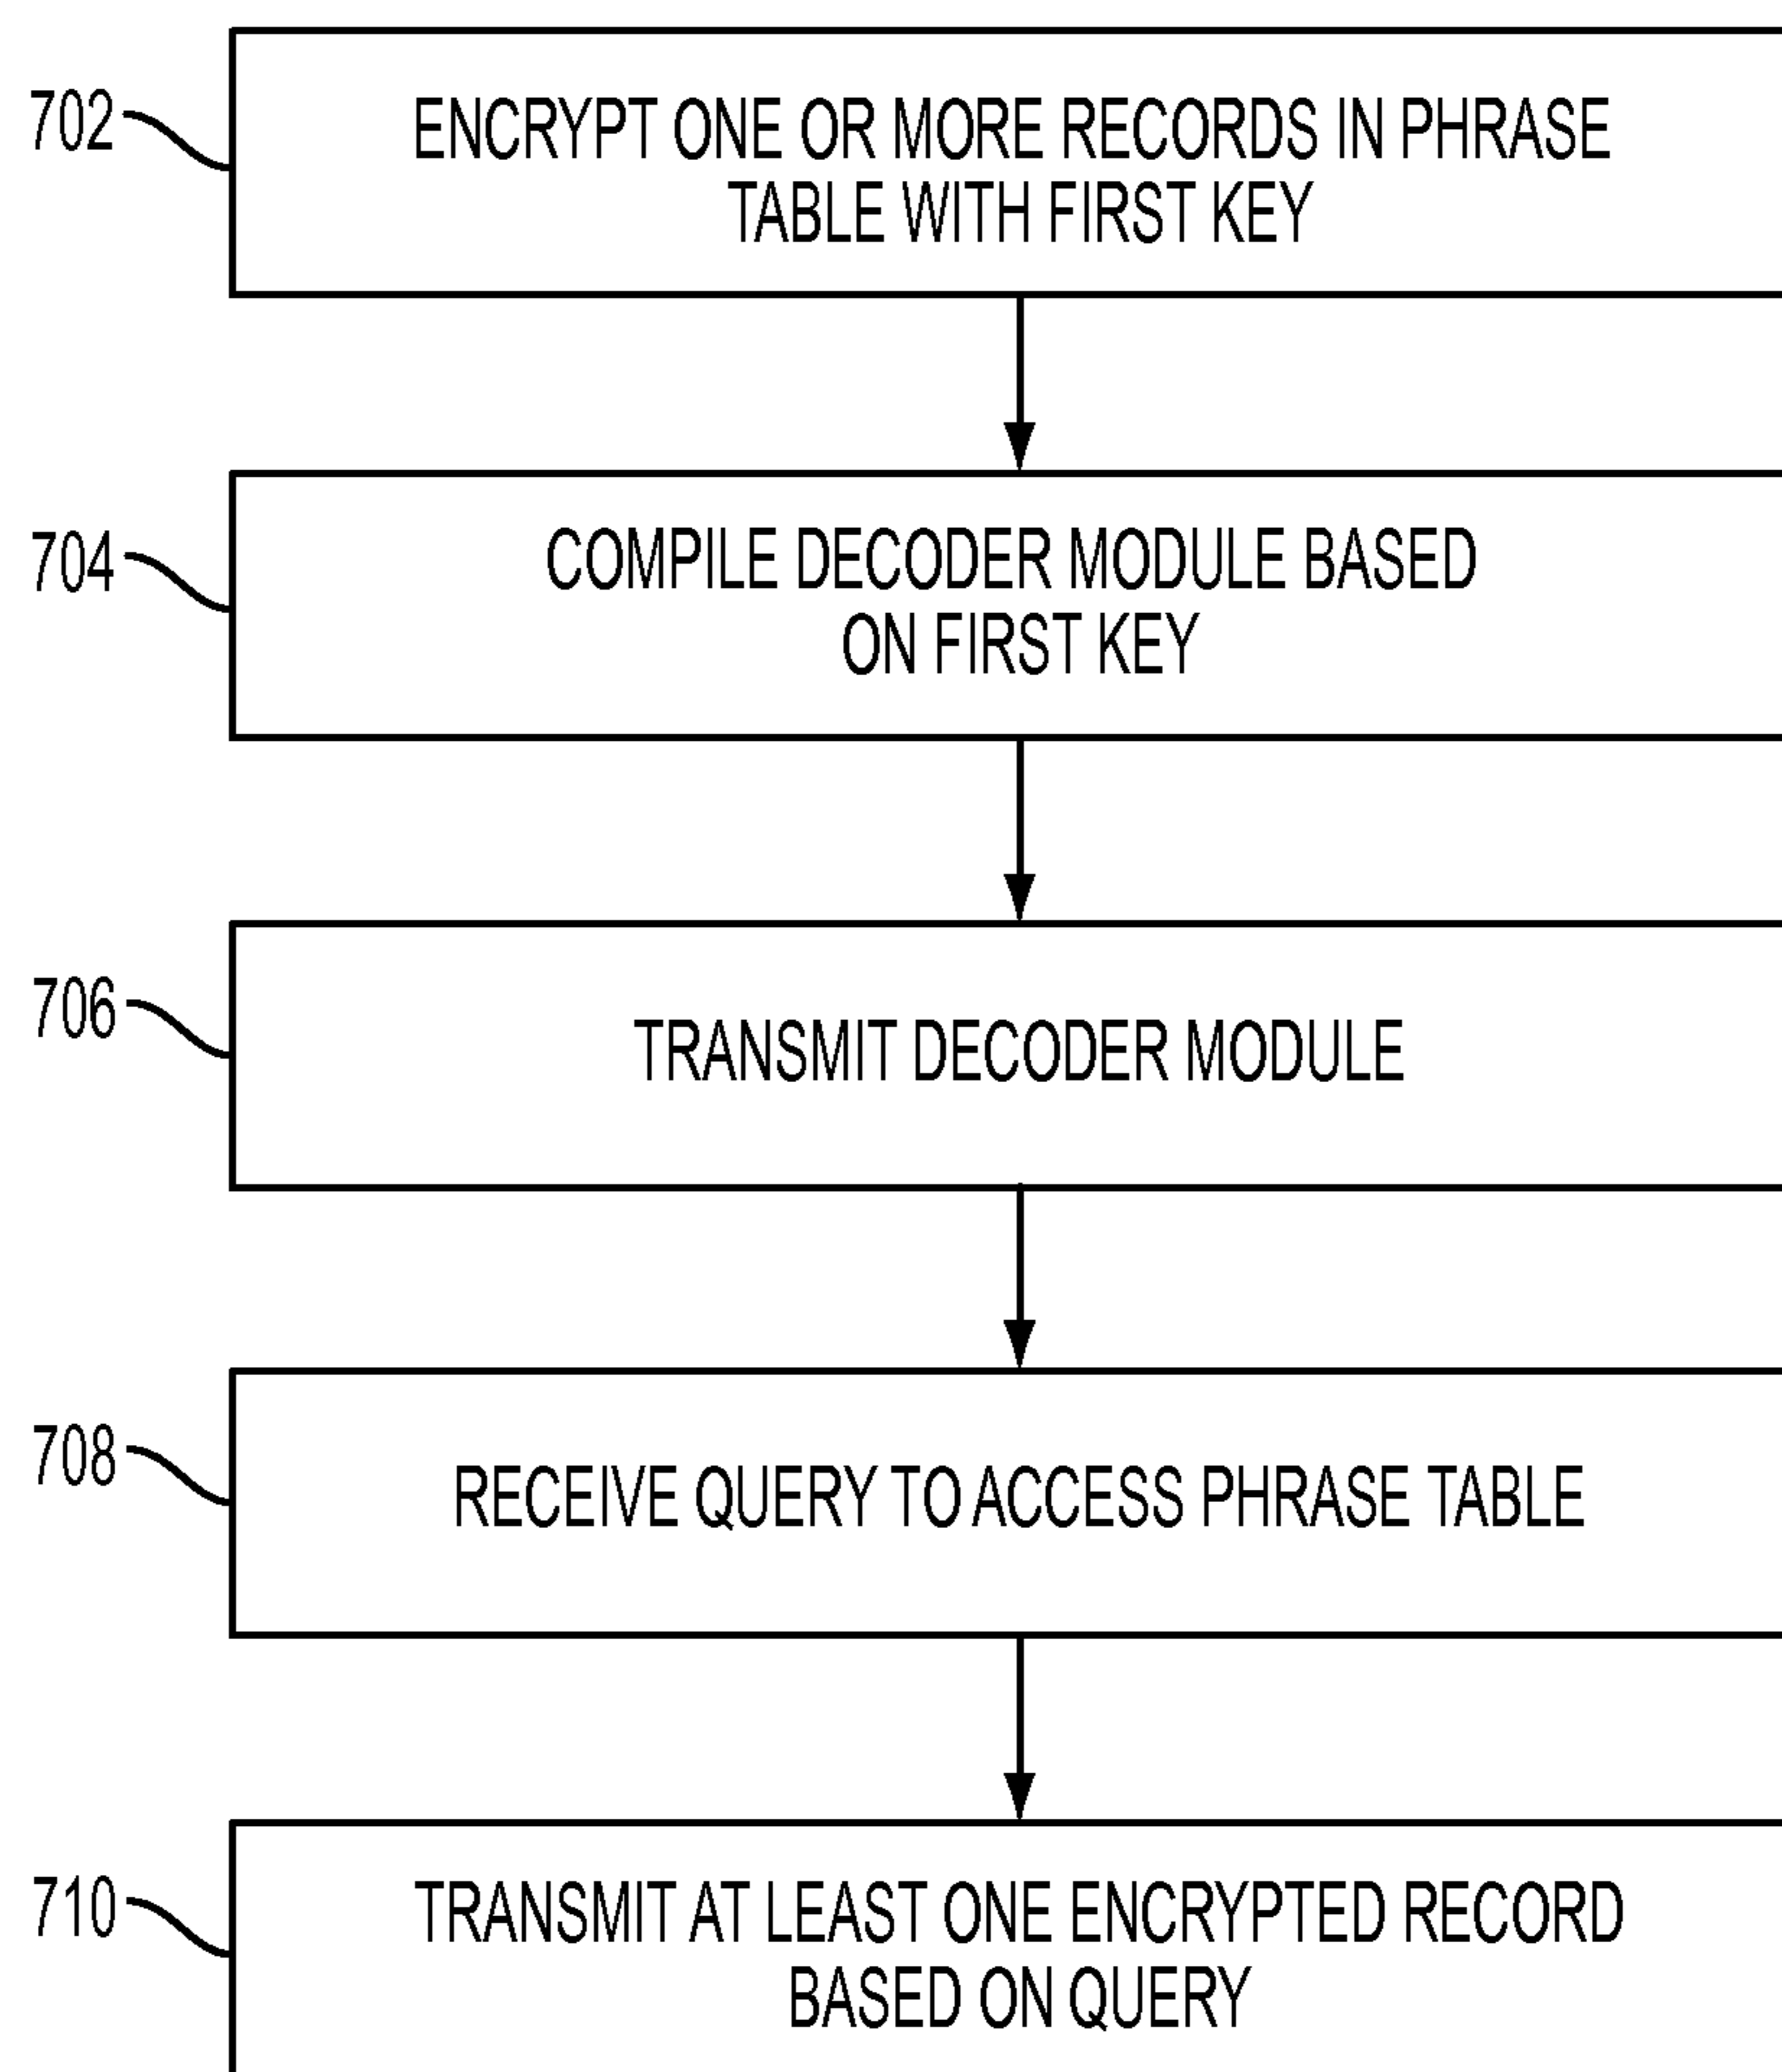 702
ENCRYPT ONE OR MORE RECORDS IN PHRASE
TABLE WITH FIRST KEY
704
COMPILE DECODER MODULE BASED
ON FIRST KEY
706
TRANSMIT DECODER MODULE
708
RECEIVE QUERY TO ACCESS PHRASE TABLE
710
TRANSMIT AT LEAST ONE ENCRYPTED RECORD
BASED ON QUERY